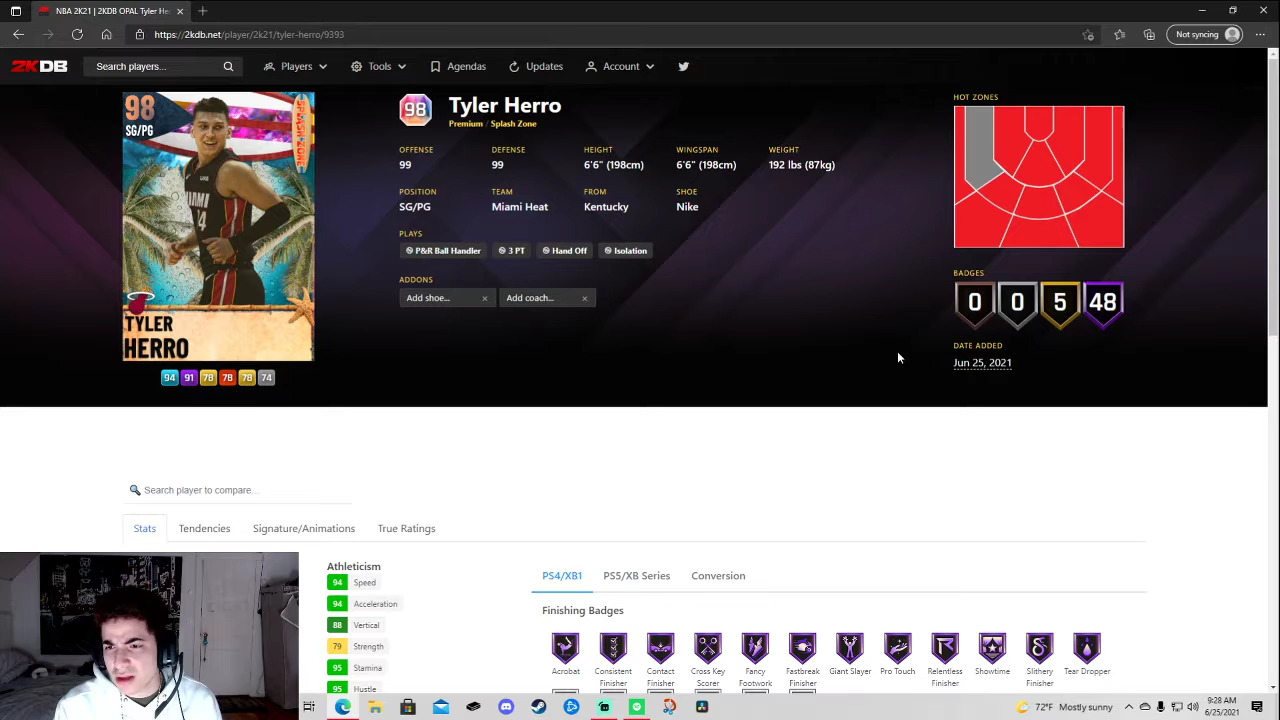 NBA 2K21 | 2KDB OPAL Tyler He
https://2kdb.net/player/2k21/tyler-herro/9393
Not syncing
2KDB
Search players...
Players
Tools
Agendas
Updates
Account
98
SG/PG
SPLASH ZONE
MIAMI
14
TYLER
HERRO
94 91 78 78 78 74
98
Tyler Herro
Premium / Splash Zone
OFFENSE DEFENSE HEIGHT WINGSPAN WEIGHT
99 99 6'6" (198cm) 6'6" (198cm) 192 lbs (87kg)
POSITION TEAM FROM SHOE
SG/PG Miami Heat Kentucky Nike
PLAYS
P&R Ball Handler 3 PT Hand Off Isolation
ADDONS
Add shoe... × Add coach... ×
HOT ZONES
BADGES
0 0 5 48
DATE ADDED
Jun 25, 2021
Search player to compare...
Stats Tendencies Signature/Animations True Ratings
Athleticism
94 Speed
94 Acceleration
88 Vertical
79 Strength
95 Stamina
95 Hustle
PS4/XB1 PS5/XB Series Conversion
Finishing Badges
Acrobat Consistent Finisher Contact Finisher Cross Key Scorer Fancy Footwork Fastbreak Finisher Giant Slayer Pro Touch Relentless Finisher Showtime Slithery Finisher Tear Dropper
72°F Mostly sunny
9:28 AM
6/25/2021